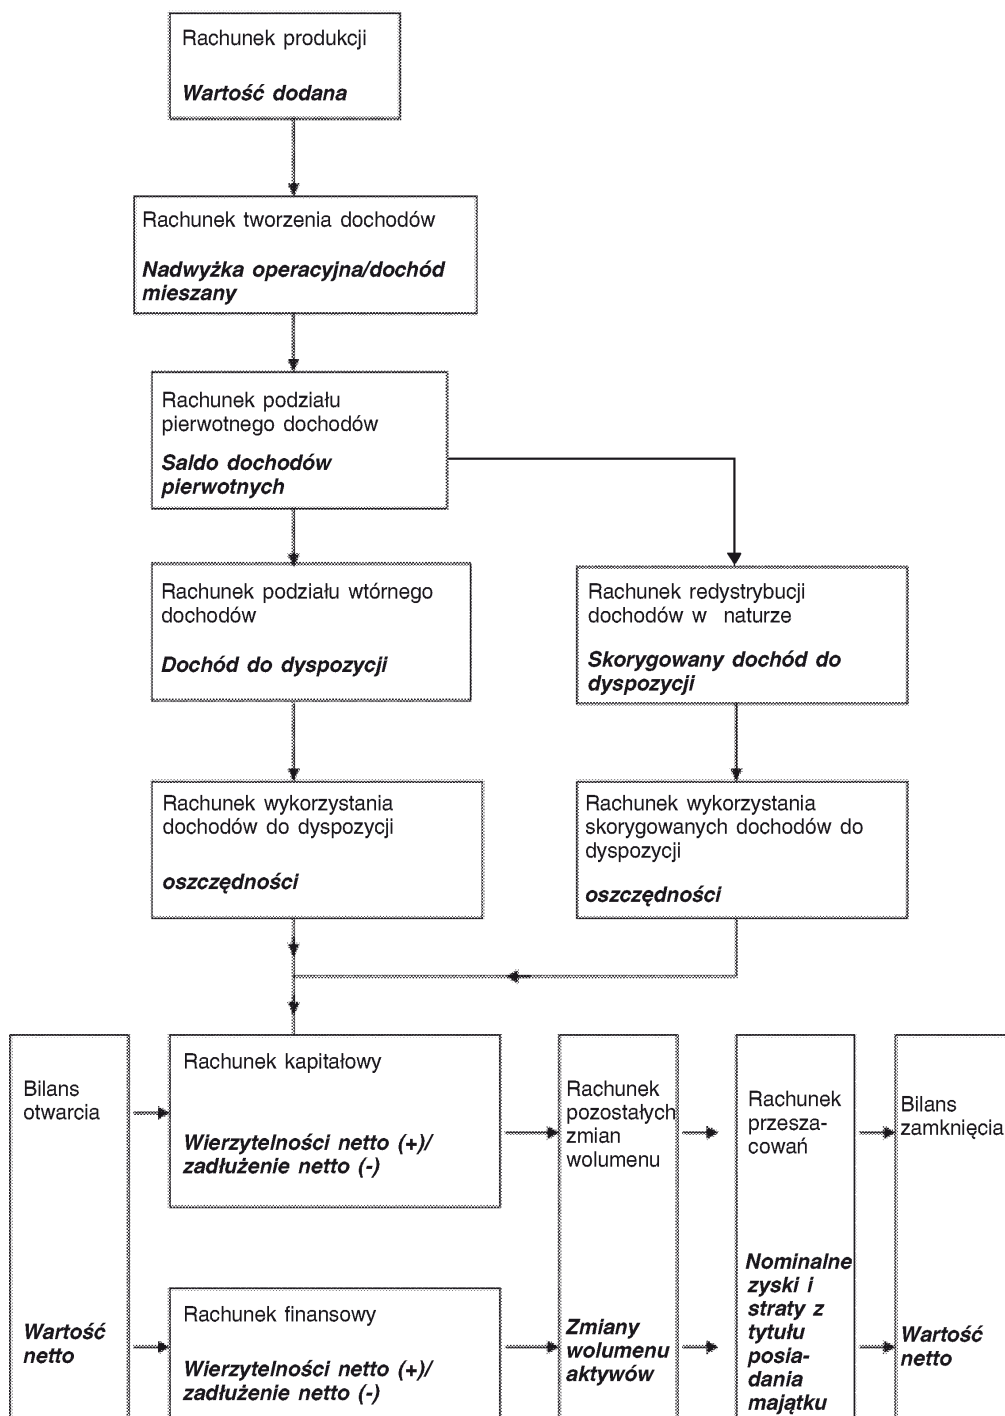 Rachunek produkcji
Wartość dodana
Rachunek tworzenia dochodów
Nadwyżka operacyjna/dochód
mieszany
Rachunek podziału
pierwotnego dochodów
Saldo dochodów
pierwotnych
Rachunek podziału wtórnego
dochodów
Dochód do dyspozycji
Rachunek redystrybucji
dochodów w naturze
Skorygowany dochód do
dyspozycji
Rachunek wykorzystania
dochodów do dyspozycji
oszczędności
Rachunek wykorzystania
skorygowanych dochodów do
dyspozycji
oszczędności
Bilans
otwarcia
Wartość
netto
Rachunek kapitałowy
Wierzytelności netto (+)/
zadłużenie netto (-)
Rachunek finansowy
Wierzytelności netto (+)/
zadłużenie netto (-)
Rachunek
pozostałych
zmian
wolumenu
Zmiany
wolumenu
aktywów
Rachunek
przesza-
cowań
Nominalne
zyski i
straty z
tytułu
posia-
dania
majątku
Bilans
zamknięcia
Wartość
netto